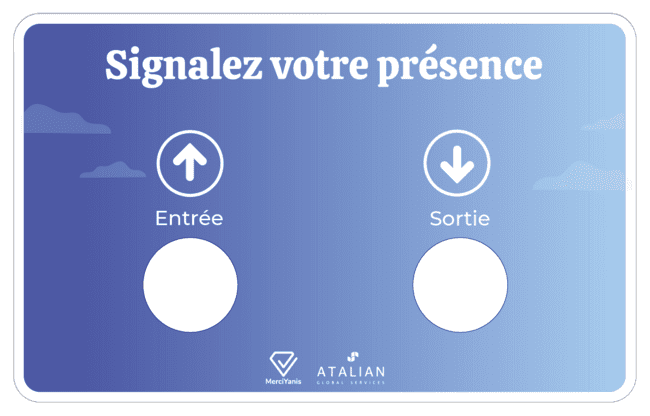 Signalez votre présence
Entrée
Sortie
MerciYanis
ATALIAN
GLOBAL SERVICES